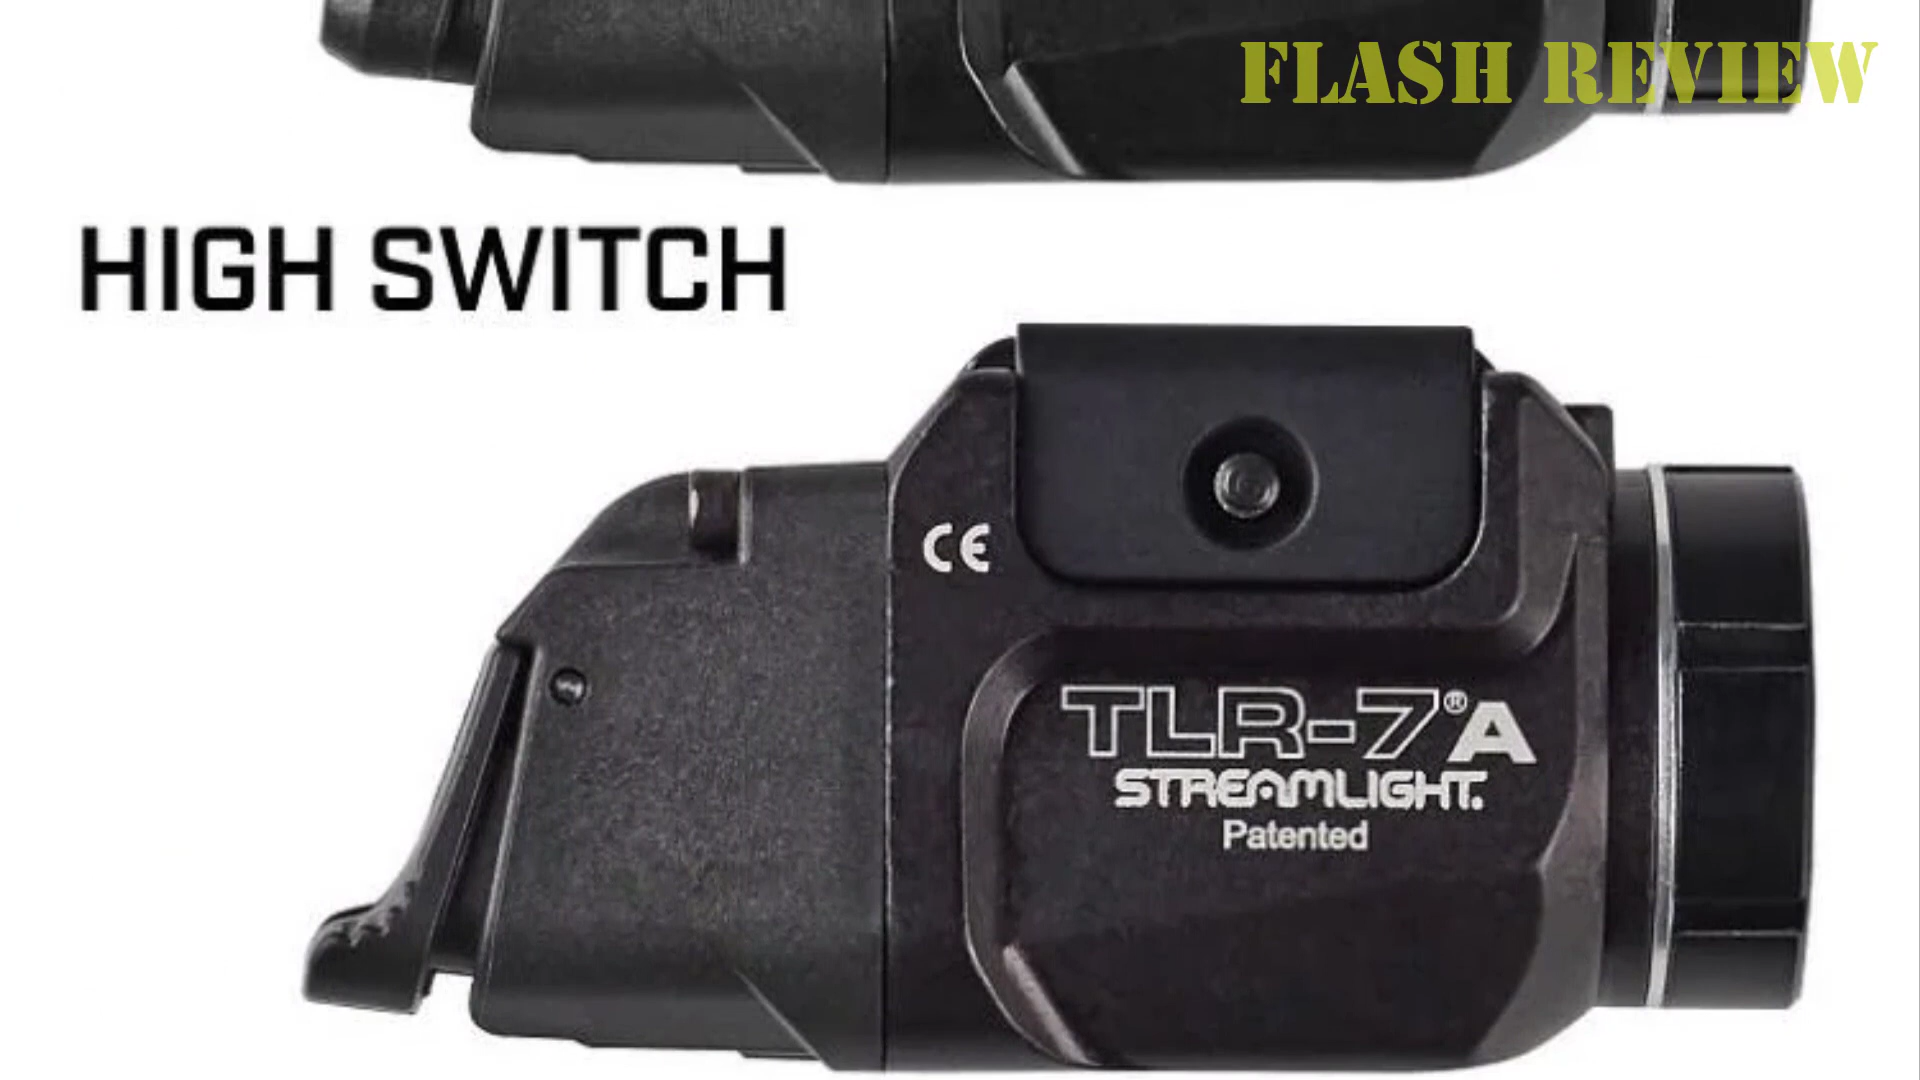 FLASH REVIEW
HIGH SWITCH
CE
TLR-7®A
STREAMLIGHT.
Patented